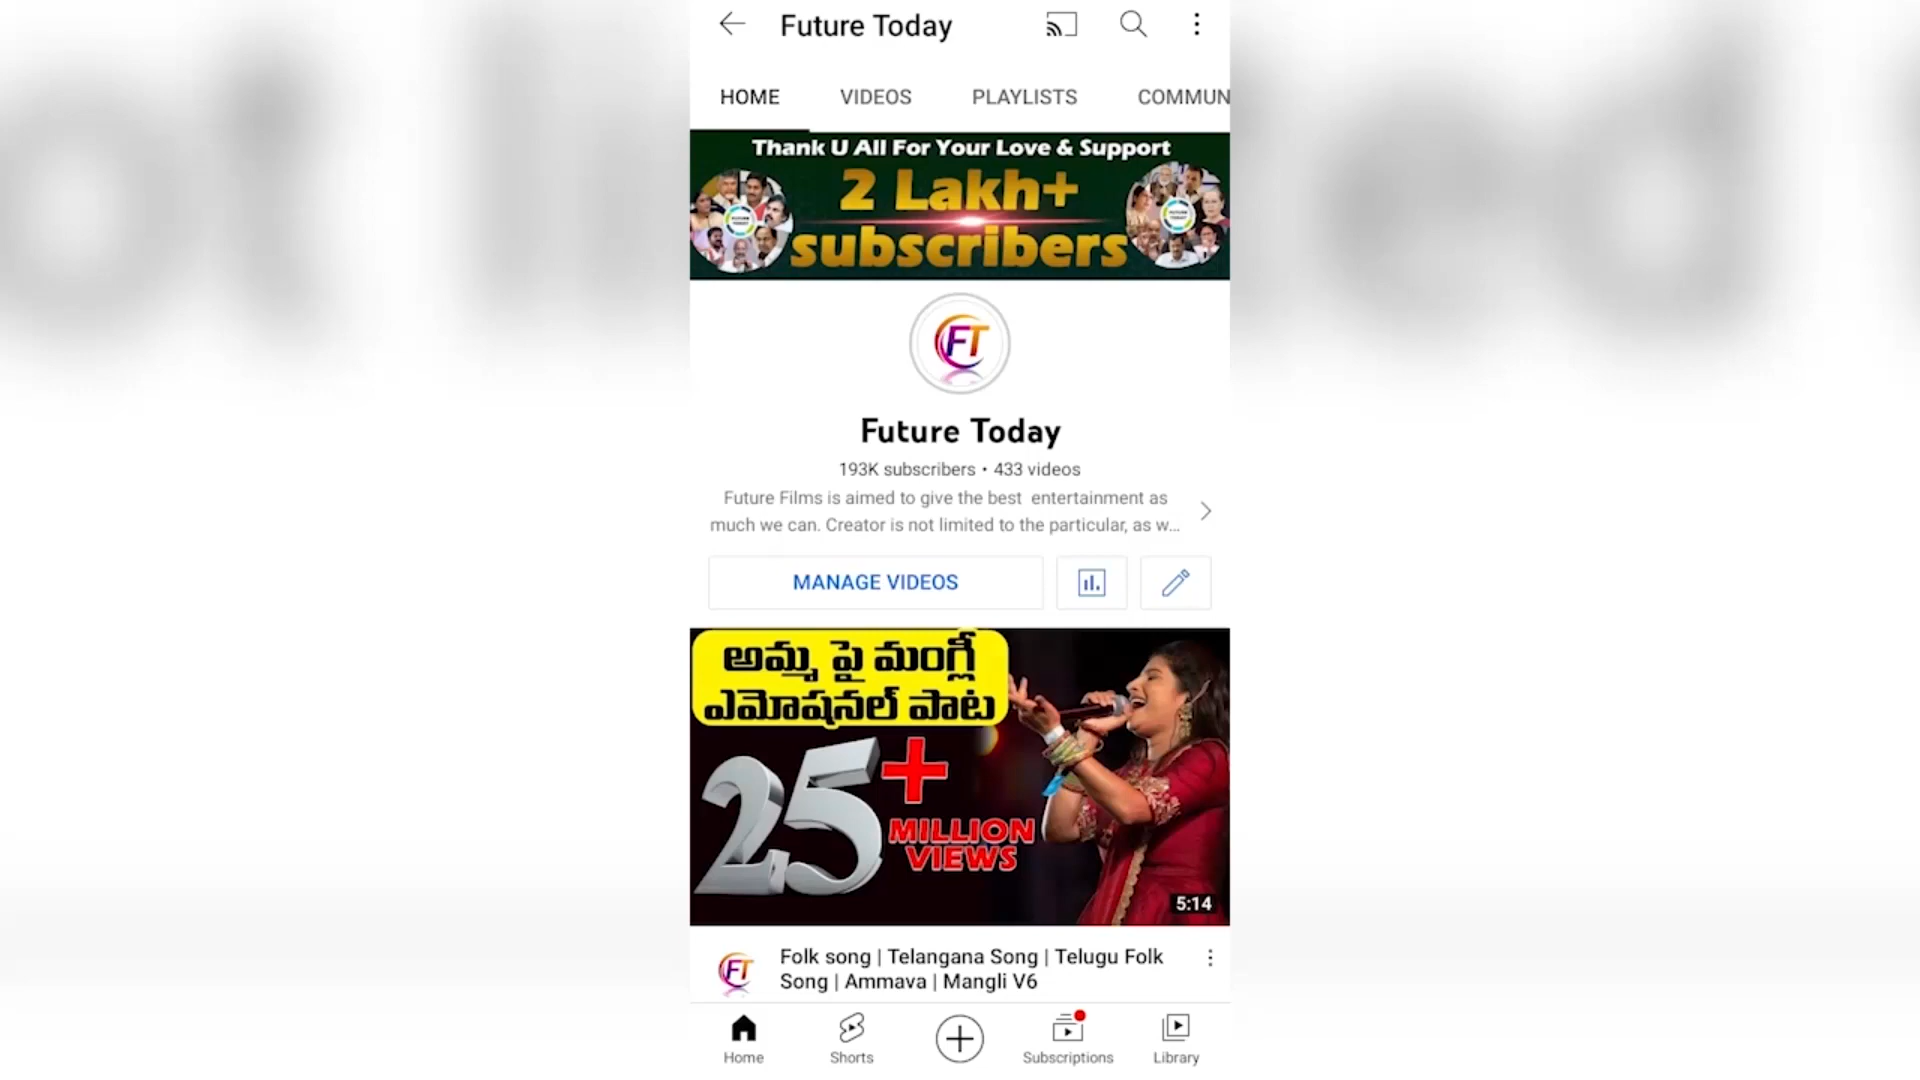 Future Today
HOME VIDEOS PLAYLISTS COMMUN
Thank U All For Your Love & Support
2 Lakh+
subscribers
FT
Future Today
193K subscribers • 433 videos
Future Films is aimed to give the best entertainment as
much we can. Creator is not limited to the particular, as w...
MANAGE VIDEOS
అమ్మ పై మంగ్లీ
ఎమోషనల్ పాట
25+
MILLION
VIEWS
5:14
FT
Folk song | Telangana Song | Telugu Folk
Song | Ammava | Mangli V6
Home Shorts Subscriptions Library